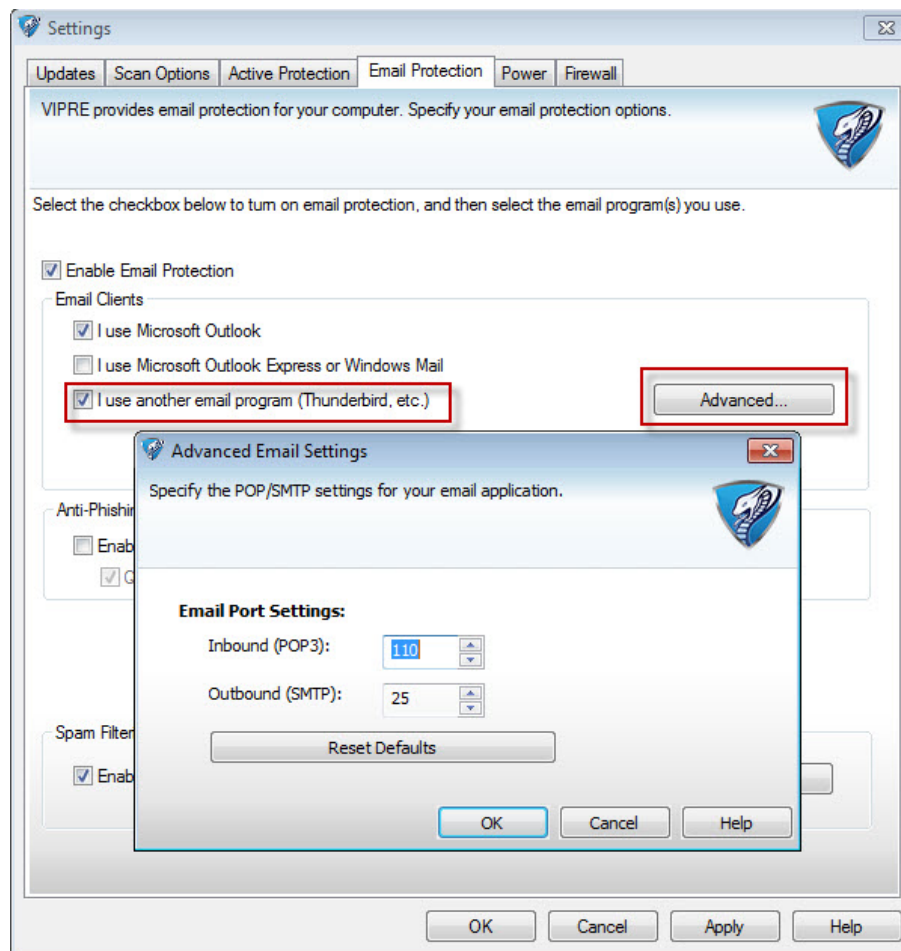 Settings
Updates Scan Options Active Protection Email Protection Power Firewall
VIPRE provides email protection for your computer. Specify your email protection options.
Select the checkbox below to turn on email protection, and then select the email program(s) you use.
Enable Email Protection
Email Clients
I use Microsoft Outlook
I use Microsoft Outlook Express or Windows Mail
I use another email program (Thunderbird, etc.)
Advanced...
Advanced Email Settings
Specify the POP/SMTP settings for your email application.
Anti-Phishin
Enab
Email Port Settings:
Inbound (POP3): 110
Outbound (SMTP): 25
Reset Defaults
Spam Filter
Enab
OK Cancel Help
OK Cancel Apply Help